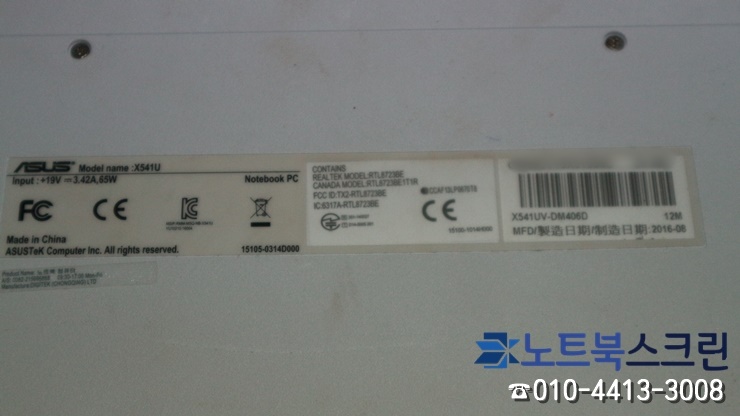 ASUS Model name :X541U
Input : +19V 3.42A,65W Notebook PC
FC CE
Made in China
ASUSTeK Computer Inc. All rights reserved.
15105-0314D000
CONTAINS
REALTEK MODEL:RTL8723BE
CANADA MODEL:RTL8723BE1T1R
FCC ID:TX2-RTL8723BE
IC:6317A-RTL8723BE
CE
X541UV-DM406D 12M
MFD/製造日期/制造日期:2016-08
노트북스크린
☎010-4413-3008